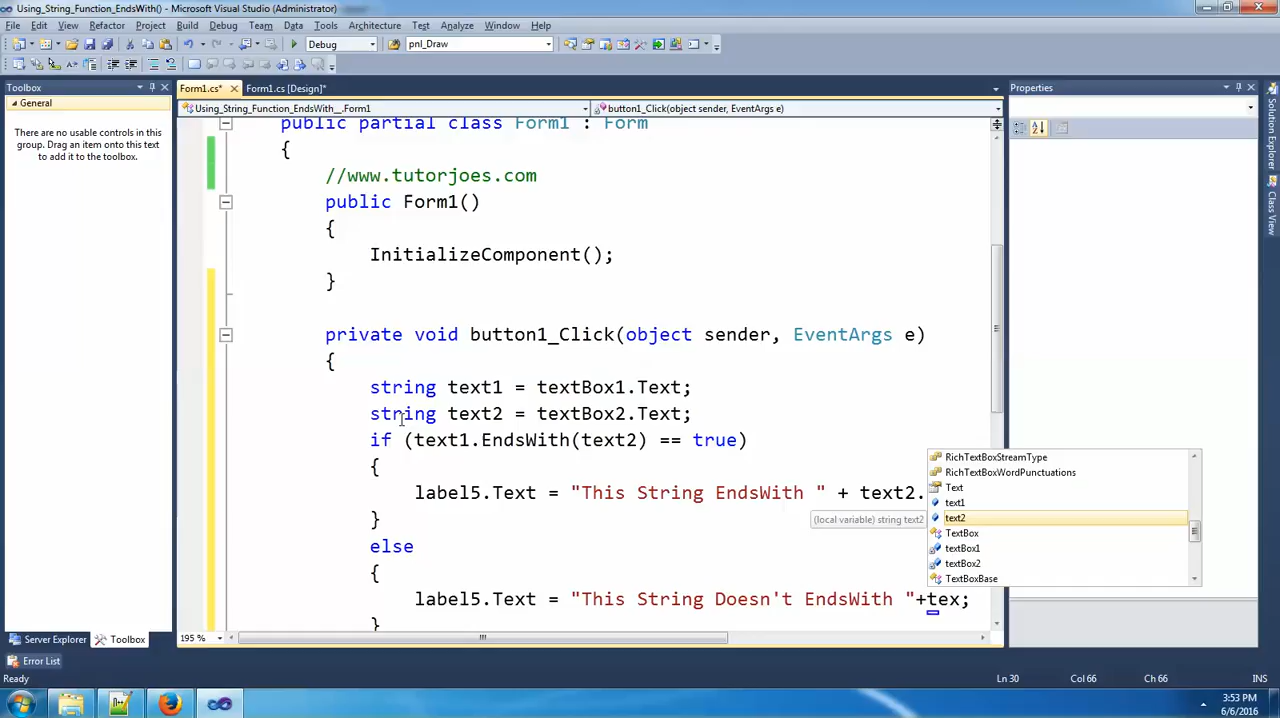 Using_String_Function_EndsWith() - Microsoft Visual Studio (Administrator)
File Edit View Refactor Project Build Debug Team Data Tools Architecture Test Analyze Window Help
Debug pnl_Draw
Toolbox
Form1.cs* Form1.cs [Design]*
Properties
General
Using_String_Function_EndsWith__.Form1 button1_Click(object sender, EventArgs e)
There are no usable controls in this
group. Drag an item onto this text
to add it to the toolbox.
public partial class Form1 : Form
{
//www.tutorjoes.com
public Form1()
{
InitializeComponent();
}
private void button1_Click(object sender, EventArgs e)
{
string text1 = textBox1.Text;
string text2 = textBox2.Text;
if (text1.EndsWith(text2) == true)
{
label5.Text = "This String EndsWith " + text2.
}
else
{
label5.Text = "This String Doesn't EndsWith "+tex;
}
RichTextBoxStreamType
RichTextBoxWordPunctuations
Text
text1
text2
TextBox
textBox1
textBox2
TextBoxBase
(local variable) string text2
Solution Explorer
Class View
195 %
Server Explorer Toolbox
Error List
Ready Ln 30 Col 66 Ch 66 INS
3:53 PM
6/6/2016